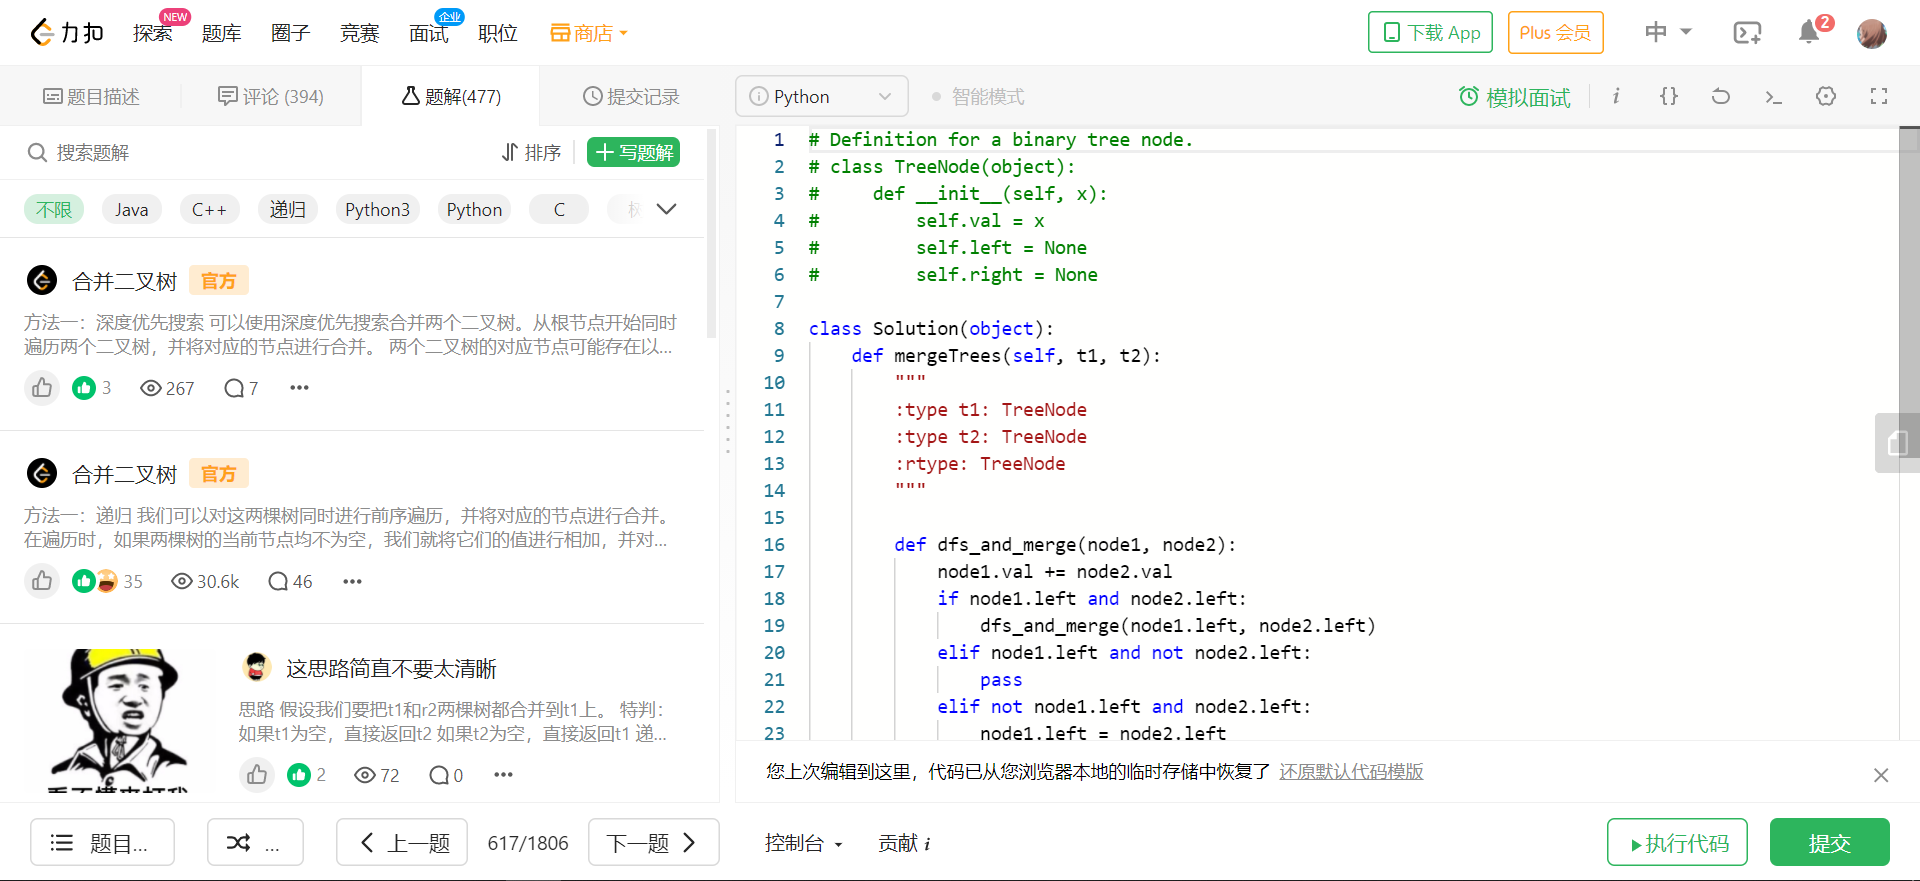 力扣 探索 NEW 题库 圈子 竞赛 面试 企业 职位 商店 下载 App Plus 会员 中 2
题目描述 评论 (394) 题解(477) 提交记录
搜索题解 排序 写题解
不限 Java C++ 递归 Python3 Python C
合并二叉树 官方
方法一：深度优先搜索 可以使用深度优先搜索合并两个二叉树。从根节点开始同时
遍历两个二叉树，并将对应的节点进行合并。 两个二叉树的对应节点可能存在以...
3 267 7 •••
合并二叉树 官方
方法一：递归 我们可以对这两棵树同时进行前序遍历，并将对应的节点进行合并。
在遍历时，如果两棵树的当前节点均不为空，我们就将它们的值进行相加，并对...
35 30.6k 46 •••
这思路简直不要太清晰
思路 假设我们要把t1和r2两棵树都合并到t1上。 特判：
如果t1为空，直接返回t2 如果t2为空，直接返回t1 递...
2 72 0 •••
题目... ... 上一题 617/1806 下一题
Python 智能模式 模拟面试 i {} >_
1 # Definition for a binary tree node.
2 # class TreeNode(object):
3 #     def __init__(self, x):
4 #         self.val = x
5 #         self.left = None
6 #         self.right = None
7
8 class Solution(object):
9     def mergeTrees(self, t1, t2):
10         """
11         :type t1: TreeNode
12         :type t2: TreeNode
13         :rtype: TreeNode
14         """
15
16         def dfs_and_merge(node1, node2):
17             node1.val += node2.val
18             if node1.left and node2.left:
19                 dfs_and_merge(node1.left, node2.left)
20             elif node1.left and not node2.left:
21                 pass
22             elif not node1.left and node2.left:
23                 node1.left = node2.left
您上次编辑到这里，代码已从您浏览器本地的临时存储中恢复了 还原默认代码模版
控制台 贡献 i 执行代码 提交